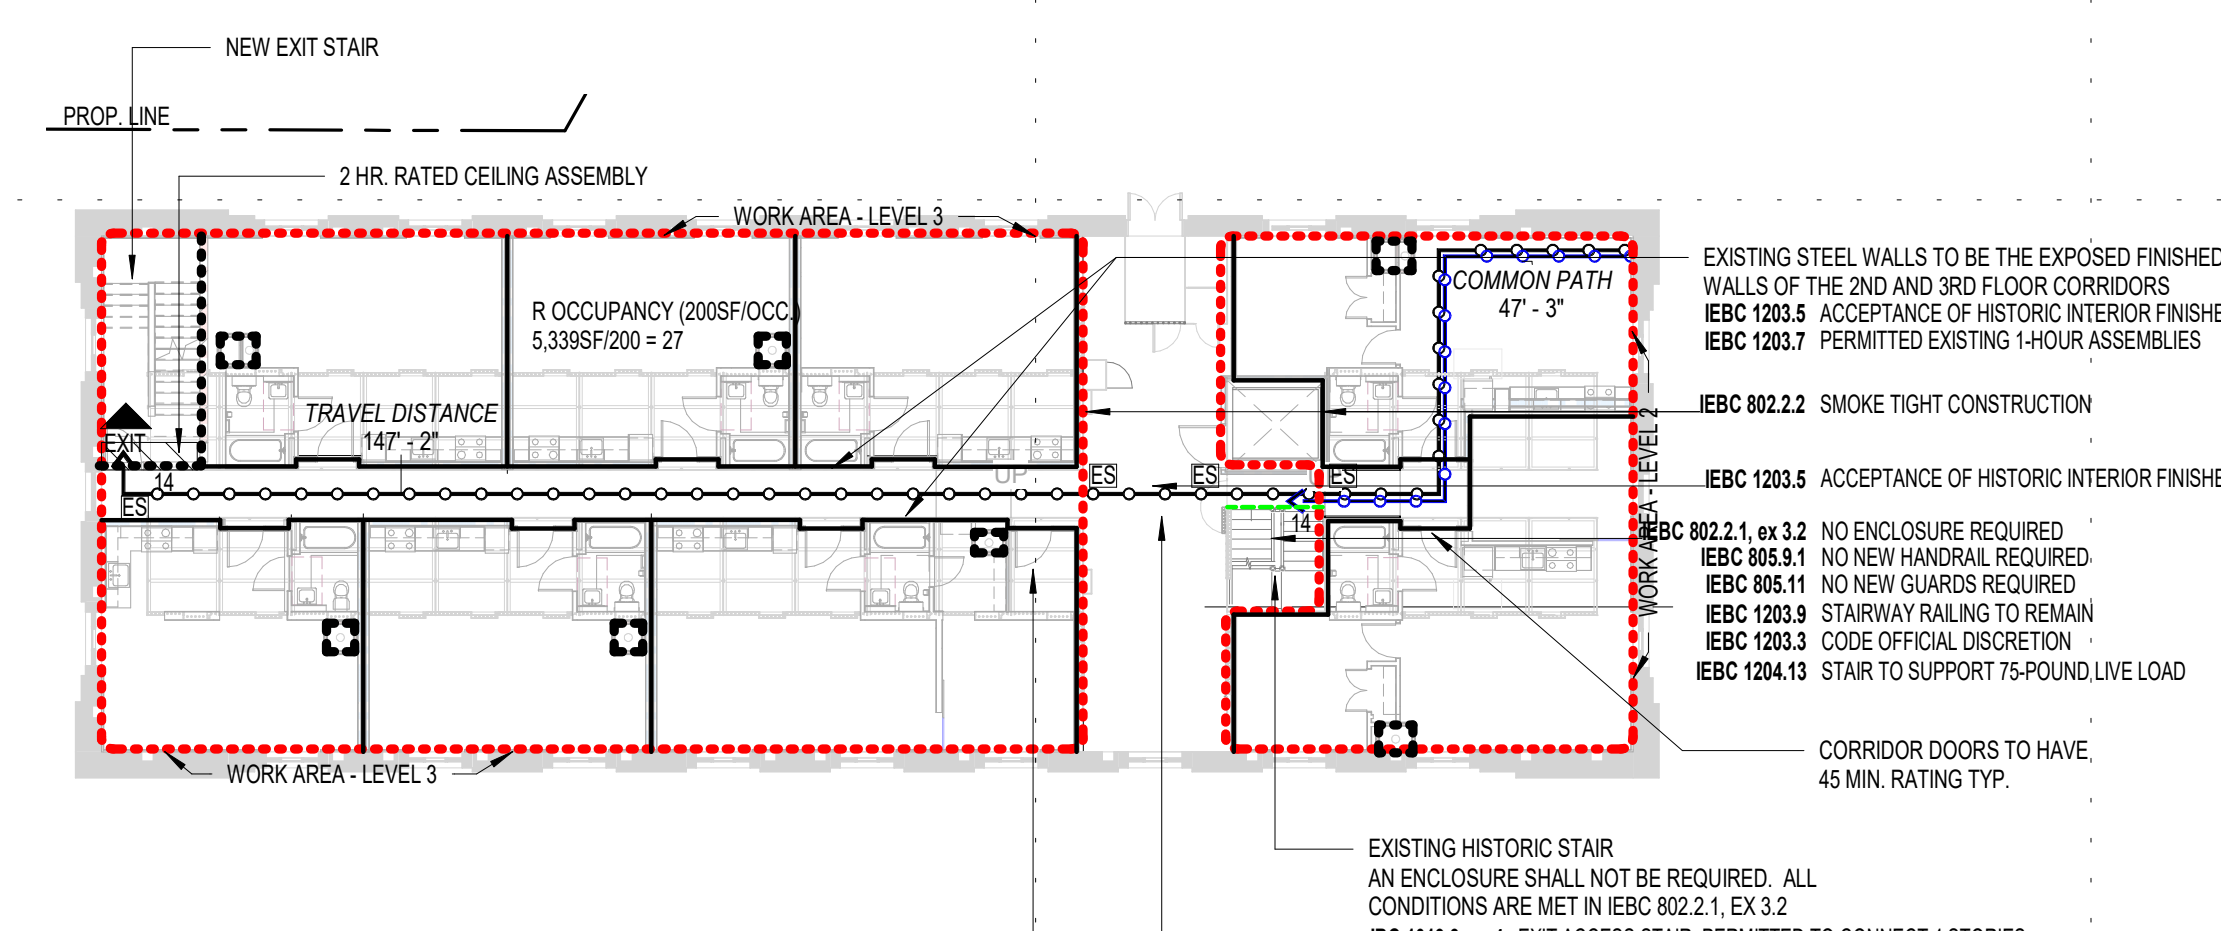 NEW EXIT STAIR
PROP. LINE
2 HR. RATED CEILING ASSEMBLY
WORK AREA - LEVEL 3
R OCCUPANCY (200SF/OCC.)
5,339SF/200 = 27
TRAVEL DISTANCE
147' - 2"
EXIT
14
ES
UP
ES
ES
ES
14
COMMON PATH
47' - 3"
WORK AREA - LEVEL 2
WORK AREA - LEVEL 3
EXISTING STEEL WALLS TO BE THE EXPOSED FINISHED
WALLS OF THE 2ND AND 3RD FLOOR CORRIDORS
IEBC 1203.5 ACCEPTANCE OF HISTORIC INTERIOR FINISHE
IEBC 1203.7 PERMITTED EXISTING 1-HOUR ASSEMBLIES
IEBC 802.2.2 SMOKE TIGHT CONSTRUCTION
IEBC 1203.5 ACCEPTANCE OF HISTORIC INTERIOR FINISHE
IEBC 802.2.1, ex 3.2 NO ENCLOSURE REQUIRED
IEBC 805.9.1 NO NEW HANDRAIL REQUIRED
IEBC 805.11 NO NEW GUARDS REQUIRED
IEBC 1203.9 STAIRWAY RAILING TO REMAIN
IEBC 1203.3 CODE OFFICIAL DISCRETION
IEBC 1204.13 STAIR TO SUPPORT 75-POUND LIVE LOAD
CORRIDOR DOORS TO HAVE
45 MIN. RATING TYP.
EXISTING HISTORIC STAIR
AN ENCLOSURE SHALL NOT BE REQUIRED. ALL
CONDITIONS ARE MET IN IEBC 802.2.1, EX 3.2
EXIT ACCESS STAIR PERMITTED TO CONNECT 4 STORIES